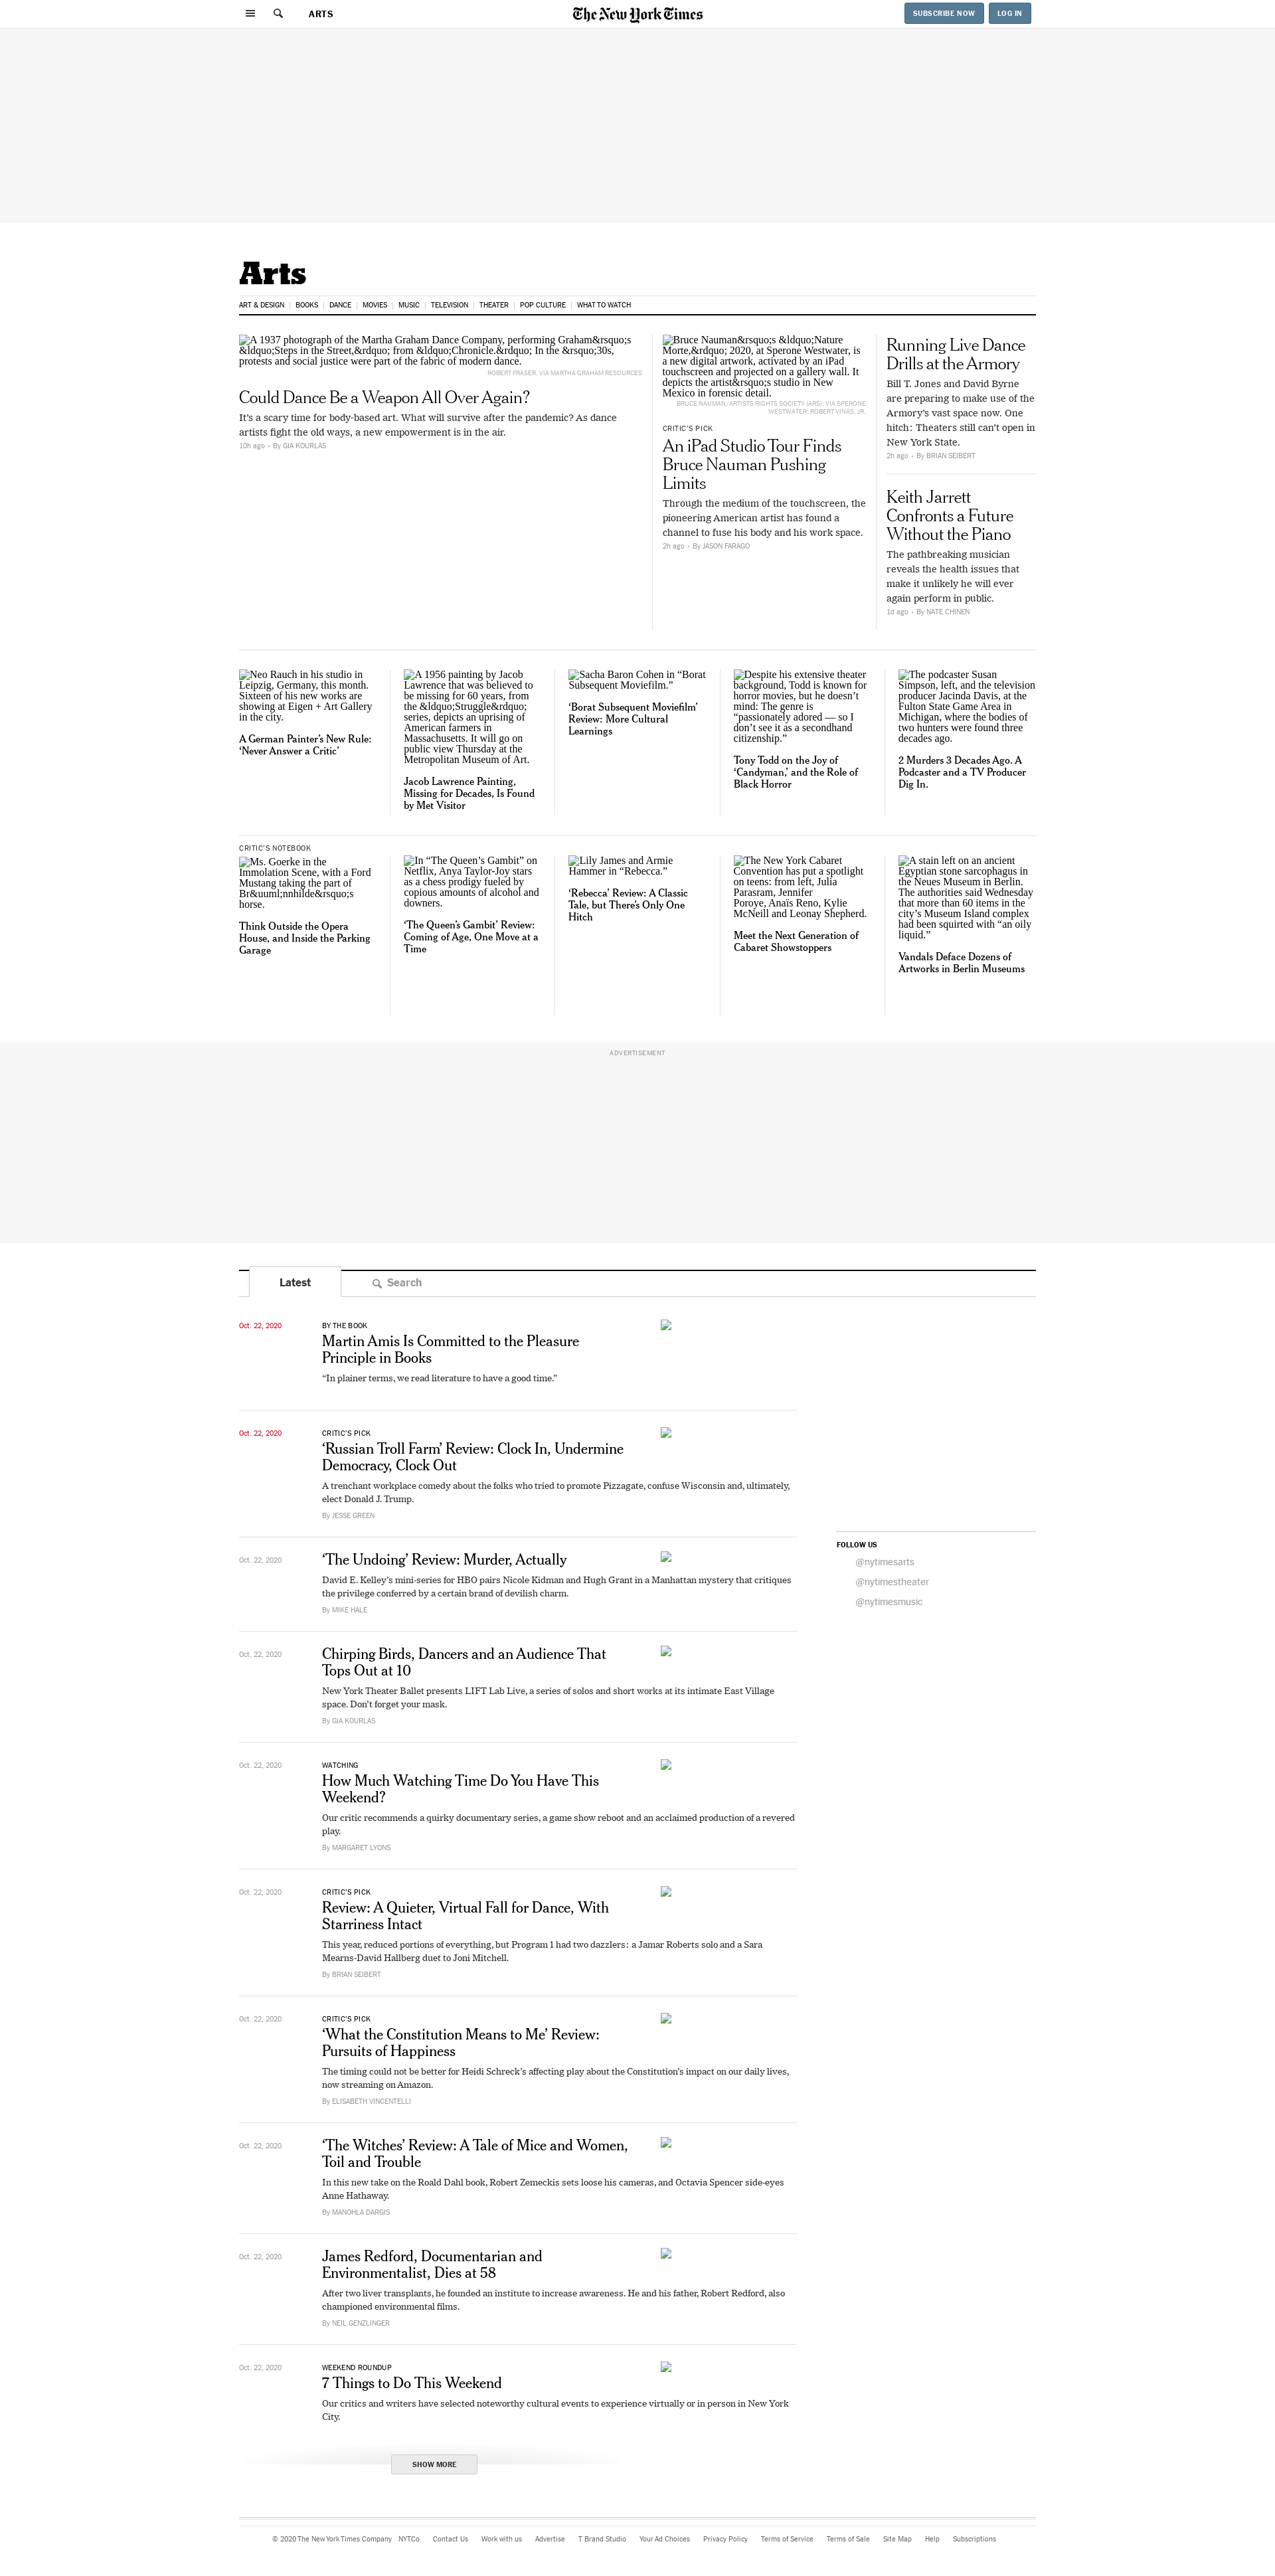 ARTS
The New York Times
SUBSCRIBE NOW
LOG IN
Arts
ART & DESIGN
BOOKS
DANCE
MOVIES
MUSIC
TELEVISION
THEATER
POP CULTURE
WHAT TO WATCH
A 1937 photograph of the Martha Graham Dance Company, performing Graham&rsquo;s
&ldquo;Steps in the Street,&rdquo; from &ldquo;Chronicle.&rdquo; In the &rsquo;30s,
protests and social justice were part of the fabric of modern dance.
ROBERT FRASER, VIA MARTHA GRAHAM RESOURCES
Could Dance Be a Weapon All Over Again?
It's a scary time for body-based art. What will survive after the pandemic? As dance
artists fight the old ways, a new empowerment is in the air.
10h ago • By GIA KOURLAS
Bruce Nauman&rsquo;s &ldquo;Nature
Morte,&rdquo; 2020, at Sperone Westwater, is
a new digital artwork, activated by an iPad
touchscreen and projected on a gallery wall. It
depicts the artist&rsquo;s studio in New
Mexico in forensic detail.
BRUCE NAUMAN/ARTISTS RIGHTS SOCIETY (ARS); VIA SPERONE
WESTWATER; ROBERT VINAS, JR.
CRITIC'S PICK
An iPad Studio Tour Finds
Bruce Nauman Pushing
Limits
Through the medium of the touchscreen, the
pioneering American artist has found a
channel to fuse his body and his work space.
2h ago • By JASON FARAGO
Running Live Dance
Drills at the Armory
Bill T. Jones and David Byrne
are preparing to make use of the
Armory's vast space now. One
hitch: Theaters still can't open in
New York State.
2h ago • By BRIAN SEIBERT
Keith Jarrett
Confronts a Future
Without the Piano
The pathbreaking musician
reveals the health issues that
make it unlikely he will ever
again perform in public.
1d ago • By NATE CHINEN
Neo Rauch in his studio in
Leipzig, Germany, this month.
Sixteen of his new works are
showing at Eigen + Art Gallery
in the city.
A German Painter's New Rule:
‘Never Answer a Critic’
A 1956 painting by Jacob
Lawrence that was believed to
be missing for 60 years, from
the &ldquo;Struggle&rdquo;
series, depicts an uprising of
American farmers in
Massachusetts. It will go on
public view Thursday at the
Metropolitan Museum of Art.
Jacob Lawrence Painting,
Missing for Decades, Is Found
by Met Visitor
Sacha Baron Cohen in “Borat
Subsequent Moviefilm.”
‘Borat Subsequent Moviefilm’
Review: More Cultural
Learnings
Despite his extensive theater
background, Todd is known for
horror movies, but he doesn’t
mind: The genre is
“passionately adored — so I
don’t see it as a secondhand
citizenship.”
Tony Todd on the Joy of
‘Candyman,’ and the Role of
Black Horror
The podcaster Susan
Simpson, left, and the television
producer Jacinda Davis, at the
Fulton State Game Area in
Michigan, where the bodies of
two hunters were found three
decades ago.
2 Murders 3 Decades Ago. A
Podcaster and a TV Producer
Dig In.
CRITIC'S NOTEBOOK
Ms. Goerke in the
Immolation Scene, with a Ford
Mustang taking the part of
Br&uuml;nnhilde&rsquo;s
horse.
Think Outside the Opera
House, and Inside the Parking
Garage
In “The Queen’s Gambit” on
Netflix, Anya Taylor-Joy stars
as a chess prodigy fueled by
copious amounts of alcohol and
downers.
‘The Queen’s Gambit’ Review:
Coming of Age, One Move at a
Time
Lily James and Armie
Hammer in “Rebecca.”
‘Rebecca’ Review: A Classic
Tale, but There’s Only One
Hitch
The New York Cabaret
Convention has put a spotlight
on teens: from left, Julia
Parasram, Jennifer
Poroye, Anaïs Reno, Kylie
McNeill and Leonay Shepherd.
Meet the Next Generation of
Cabaret Showstoppers
A stain left on an ancient
Egyptian stone sarcophagus in
the Neues Museum in Berlin.
The authorities said Wednesday
that more than 60 items in the
city’s Museum Island complex
had been squirted with “an oily
liquid.”
Vandals Deface Dozens of
Artworks in Berlin Museums
ADVERTISEMENT
Latest
Search
Oct. 22, 2020
BY THE BOOK
Martin Amis Is Committed to the Pleasure
Principle in Books
“In plainer terms, we read literature to have a good time.”
Oct. 22, 2020
CRITIC'S PICK
‘Russian Troll Farm’ Review: Clock In, Undermine
Democracy, Clock Out
A trenchant workplace comedy about the folks who tried to promote Pizzagate, confuse Wisconsin and, ultimately,
elect Donald J. Trump.
By JESSE GREEN
FOLLOW US
@nytimesarts
@nytimestheater
@nytimesmusic
Oct. 22, 2020
‘The Undoing’ Review: Murder, Actually
David E. Kelley’s mini-series for HBO pairs Nicole Kidman and Hugh Grant in a Manhattan mystery that critiques
the privilege conferred by a certain brand of devilish charm.
By MIKE HALE
Oct. 22, 2020
Chirping Birds, Dancers and an Audience That
Tops Out at 10
New York Theater Ballet presents LIFT Lab Live, a series of solos and short works at its intimate East Village
space. Don’t forget your mask.
By GIA KOURLAS
Oct. 22, 2020
WATCHING
How Much Watching Time Do You Have This
Weekend?
Our critic recommends a quirky documentary series, a game show reboot and an acclaimed production of a revered
play.
By MARGARET LYONS
Oct. 22, 2020
CRITIC'S PICK
Review: A Quieter, Virtual Fall for Dance, With
Starriness Intact
This year, reduced portions of everything, but Program 1 had two dazzlers: a Jamar Roberts solo and a Sara
Mearns-David Hallberg duet to Joni Mitchell.
By BRIAN SEIBERT
Oct. 22, 2020
CRITIC'S PICK
‘What the Constitution Means to Me’ Review:
Pursuits of Happiness
The timing could not be better for Heidi Schreck’s affecting play about the Constitution’s impact on our daily lives,
now streaming on Amazon.
By ELISABETH VINCENTELLI
Oct. 22, 2020
‘The Witches’ Review: A Tale of Mice and Women,
Toil and Trouble
In this new take on the Roald Dahl book, Robert Zemeckis sets loose his cameras, and Octavia Spencer side-eyes
Anne Hathaway.
By MANOHLA DARGIS
Oct. 22, 2020
James Redford, Documentarian and
Environmentalist, Dies at 58
After two liver transplants, he founded an institute to increase awareness. He and his father, Robert Redford, also
championed environmental films.
By NEIL GENZLINGER
Oct. 22, 2020
WEEKEND ROUNDUP
7 Things to Do This Weekend
Our critics and writers have selected noteworthy cultural events to experience virtually or in person in New York
City.
SHOW MORE
© 2020 The New York Times Company
NYTCo
Contact Us
Work with us
Advertise
T Brand Studio
Your Ad Choices
Privacy Policy
Terms of Service
Terms of Sale
Site Map
Help
Subscriptions